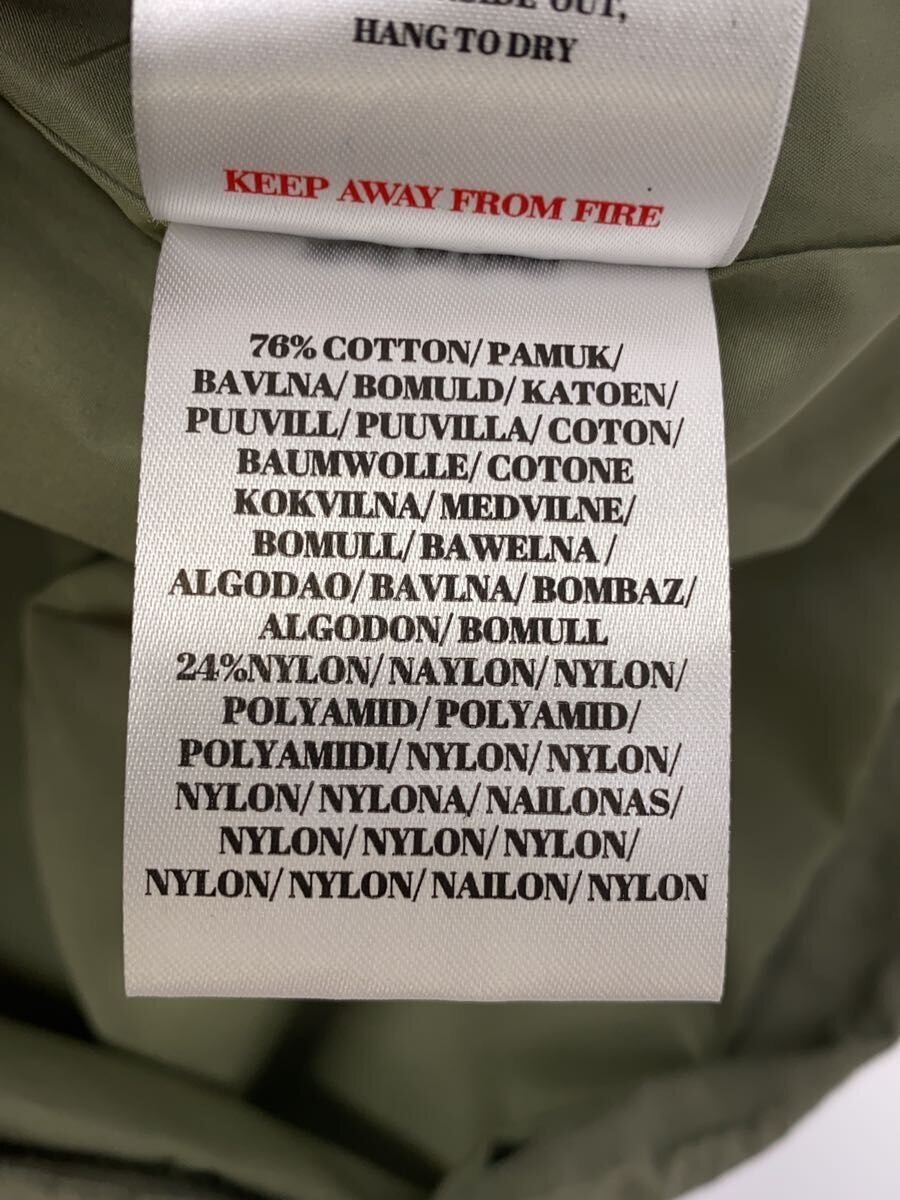 OUT,
HANG TO DRY
KEEP AWAY FROM FIRE
76% COTTON/PAMUK/
BAVLNA/BOMULD/KATOEN/
PUUVILL/PUUVILLA/COTON/
BAUMWOLLE/COTONE
KOKVILNA/MEDVILNE/
BOMULL/BAWELNA/
ALGODAO/BAVLNA/BOMBAZ/
ALGODON/BOMULL
24%NYLON/NAYLON/NYLON/
POLYAMID/POLYAMID/
POLYAMIDI/NYLON/NYLON/
NYLON/NYLONA/NAILONAS/
NYLON/NYLON/NYLON/
NYLON/NYLON/NAILON/NYLON